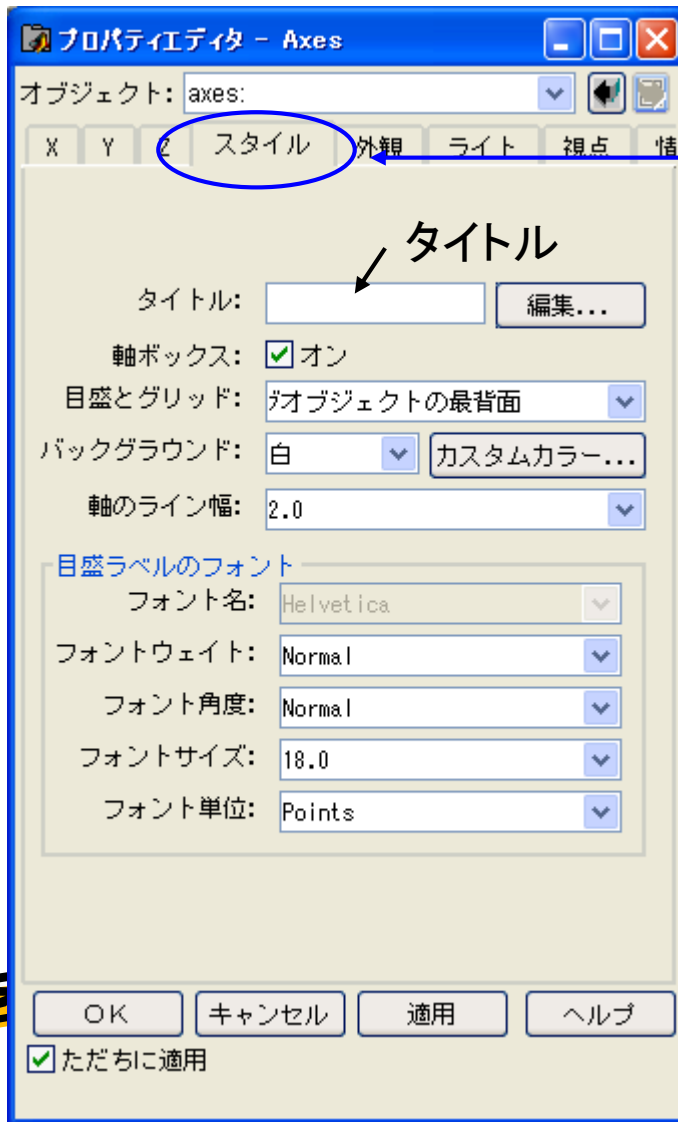 プロパティエディタ - Axes
オブジェクト: axes:
X Y Z スタイル 外観 ライト 視点 情
タイトル
タイトル: 編集...
軸ボックス: オン
目盛とグリッド: オブジェクトの最背面
バックグラウンド: 白 カスタムカラー...
軸のライン幅: 2.0
目盛ラベルのフォント
フォント名: Helvetica
フォントウェイト: Normal
フォント角度: Normal
フォントサイズ: 18.0
フォント単位: Points
OK キャンセル 適用 ヘルプ
ただちに適用